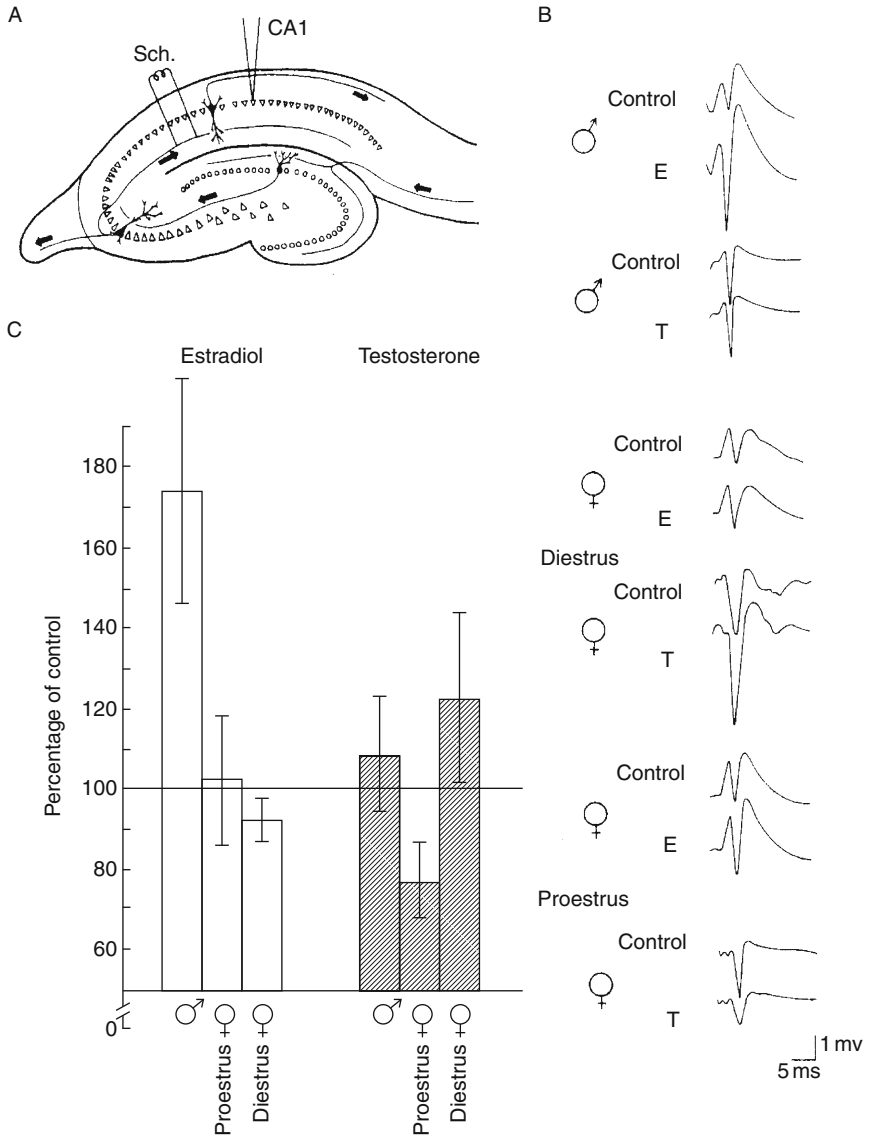 A
Sch.
CA1
B
♂ Control
E
♂ Control
T
♀ Control
E
Diestrus
♀ Control
T
♀ Control
E
Proestrus
♀ Control
T
1 mv
5 ms
C
Estradiol
Testosterone
Percentage of control
180
160
140
120
100
80
60
0
♂
Proestrus ♀
Diestrus ♀
♂
Proestrus ♀
Diestrus ♀